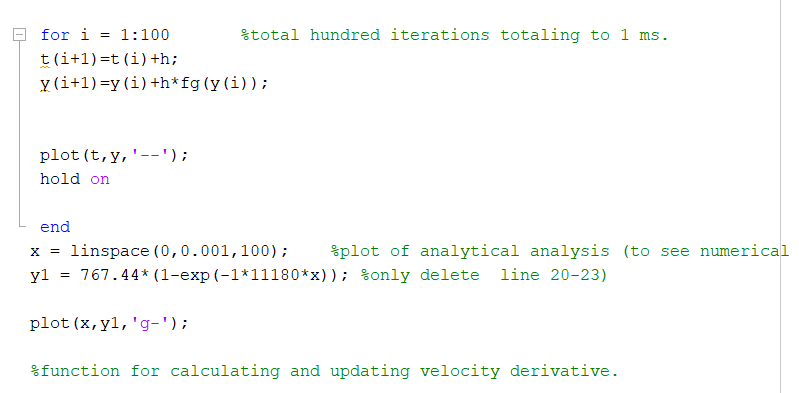 for i = 1:100 %total hundred iterations totaling to 1 ms.
t(i+1)=t(i)+h;
y(i+1)=y(i)+h*fg(y(i));
plot(t,y,'--');
hold on
end
x = linspace(0,0.001,100); %plot of analytical analysis (to see numerical
y1 = 767.44*(1-exp(-1*11180*x)); %only delete line 20-23)
plot(x,y1,'g-');
%function for calculating and updating velocity derivative.